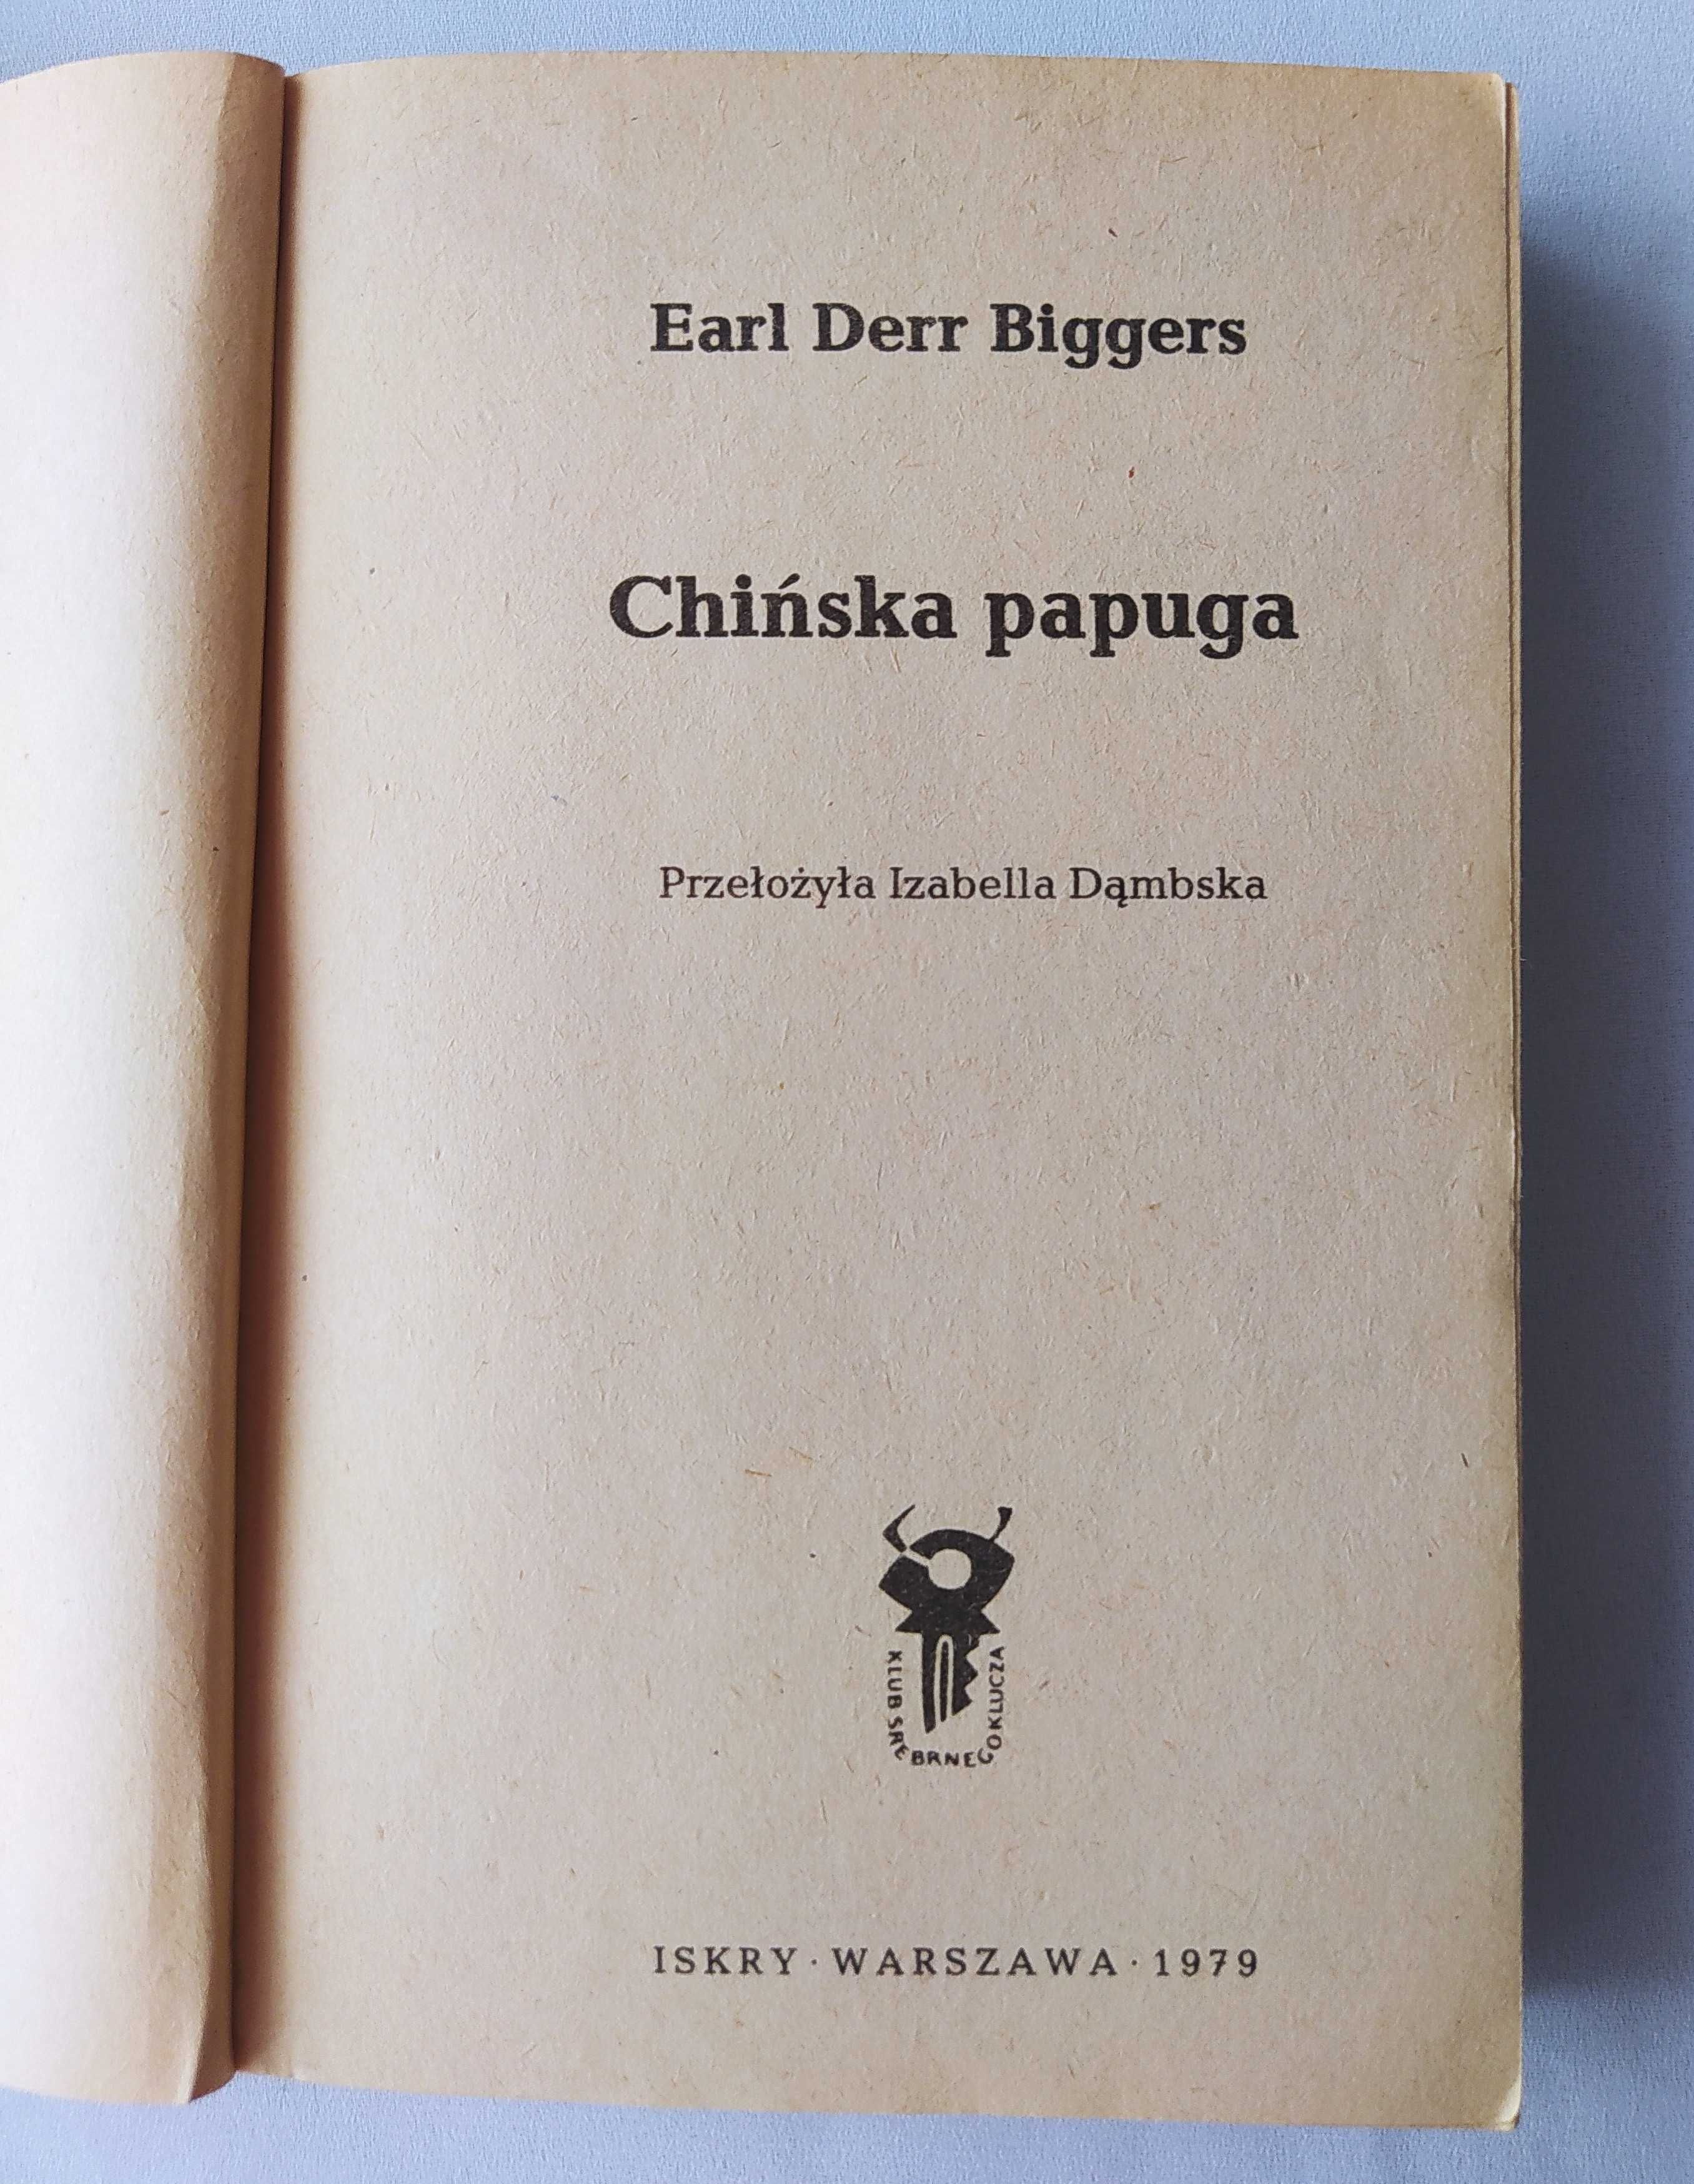 Earl Derr Biggers
Chińska papuga
Przełożyła Izabella Dąmbska
KLUB SREBRNEGO KLUCZA
ISKRY · WARSZAWA · 1979